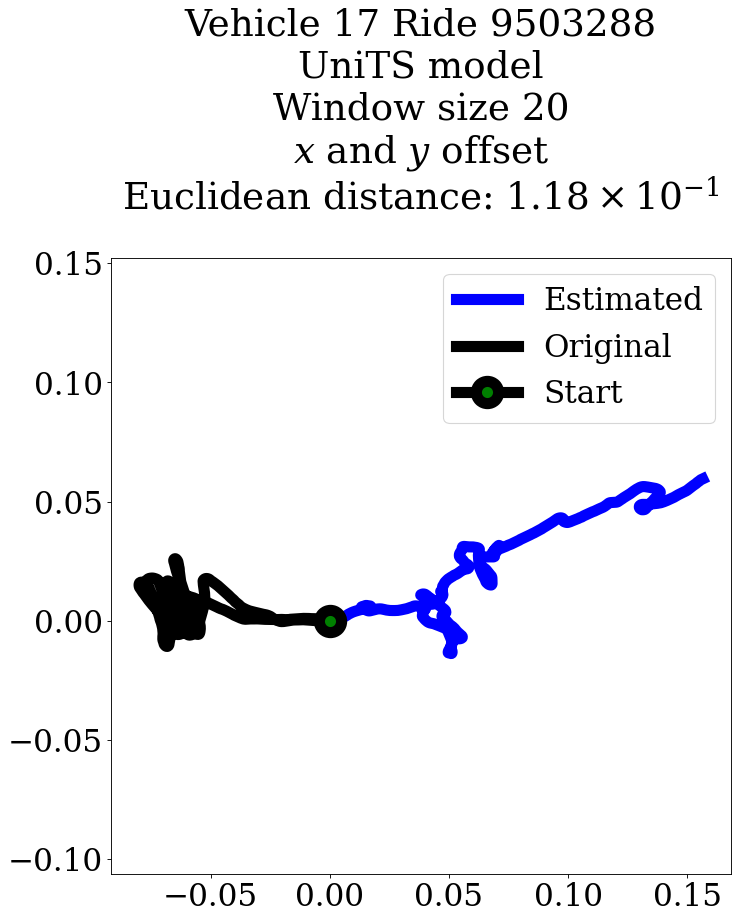 Vehicle 17 Ride 9503288
UniTS model
Window size 20
x and y offset
Euclidean distance: 1.18 × 10⁻¹
0.15
0.10
0.05
0.00
−0.05
−0.10
Estimated
Original
Start
−0.05 0.00 0.05 0.10 0.15